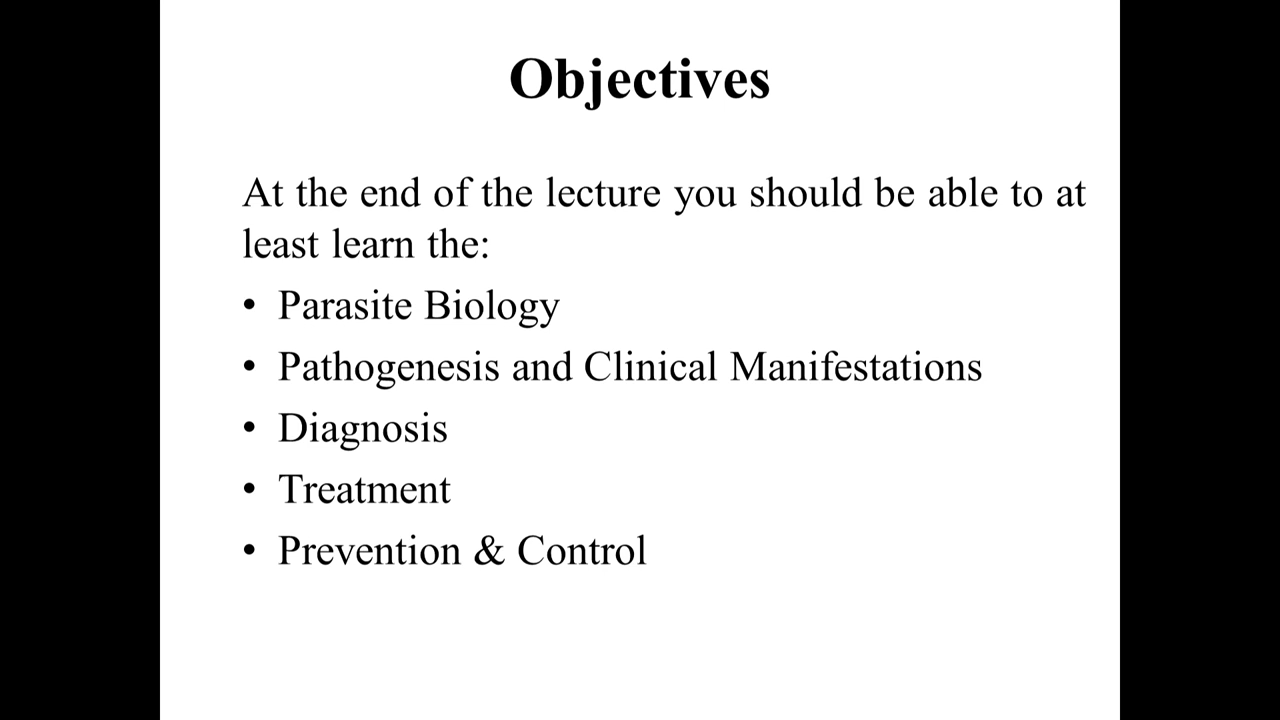 Objectives
At the end of the lecture you should be able to at
least learn the:
• Parasite Biology
• Pathogenesis and Clinical Manifestations
• Diagnosis
• Treatment
• Prevention & Control